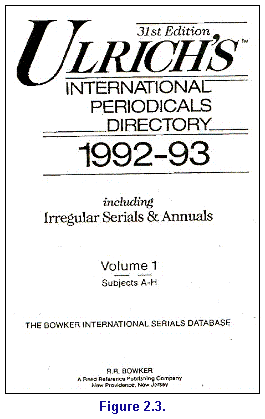 31st Edition
ULRICH'S™
INTERNATIONAL
PERIODICALS
DIRECTORY
1992-93
including
Irregular Serials & Annuals
Volume 1
Subjects A-H
THE BOWKER INTERNATIONAL SERIALS DATABASE
R.R. BOWKER
A Reed Reference Publishing Company
New Providence, New Jersey
Figure 2.3.